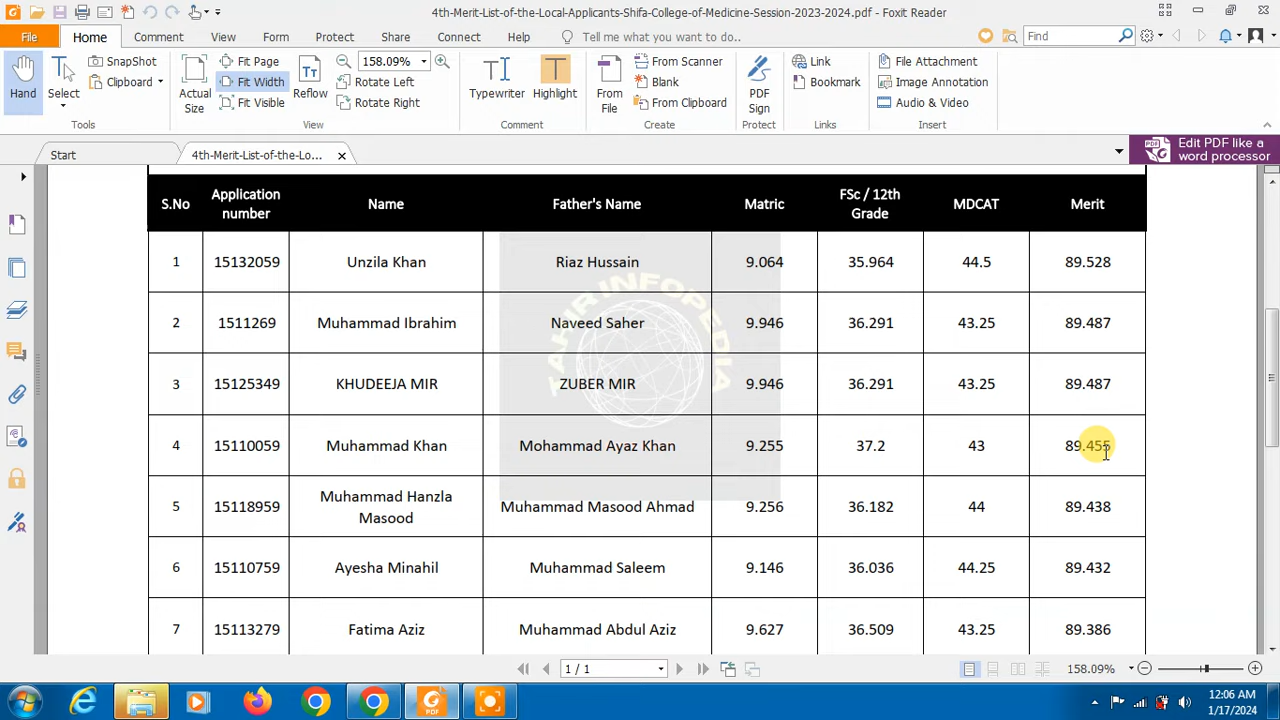 4th-Merit-List-of-the-Local-Applicants-Shifa-College-of-Medicine-Session-2023-2024.pdf - Foxit Reader
File Home Comment View Form Protect Share Connect Help Tell me what you want to do.. Find
Hand
Select
SnapShot
Clipboard
Tools
Actual Size
Fit Page
Fit Width
Fit Visible
Reflow
158.09%
Rotate Left
Rotate Right
View
Typewriter
Highlight
Comment
From File
From Scanner
Blank
From Clipboard
Create
PDF Sign
Protect
Link
Bookmark
Links
File Attachment
Image Annotation
Audio & Video
Insert
Start
4th-Merit-List-of-the-Lo...
Edit PDF like a
word processor
S.No Application number Name Father's Name Matric FSc / 12th Grade MDCAT Merit
1 15132059 Unzila Khan Riaz Hussain 9.064 35.964 44.5 89.528
2 1511269 Muhammad Ibrahim Naveed Saher 9.946 36.291 43.25 89.487
3 15125349 KHUDEEJA MIR ZUBER MIR 9.946 36.291 43.25 89.487
4 15110059 Muhammad Khan Mohammad Ayaz Khan 9.255 37.2 43 89.455
5 15118959 Muhammad Hanzla Masood Muhammad Masood Ahmad 9.256 36.182 44 89.438
6 15110759 Ayesha Minahil Muhammad Saleem 9.146 36.036 44.25 89.432
7 15113279 Fatima Aziz Muhammad Abdul Aziz 9.627 36.509 43.25 89.386
TAHIR INFOPEDIA
1 / 1
158.09%
PDF
12:06 AM
1/17/2024